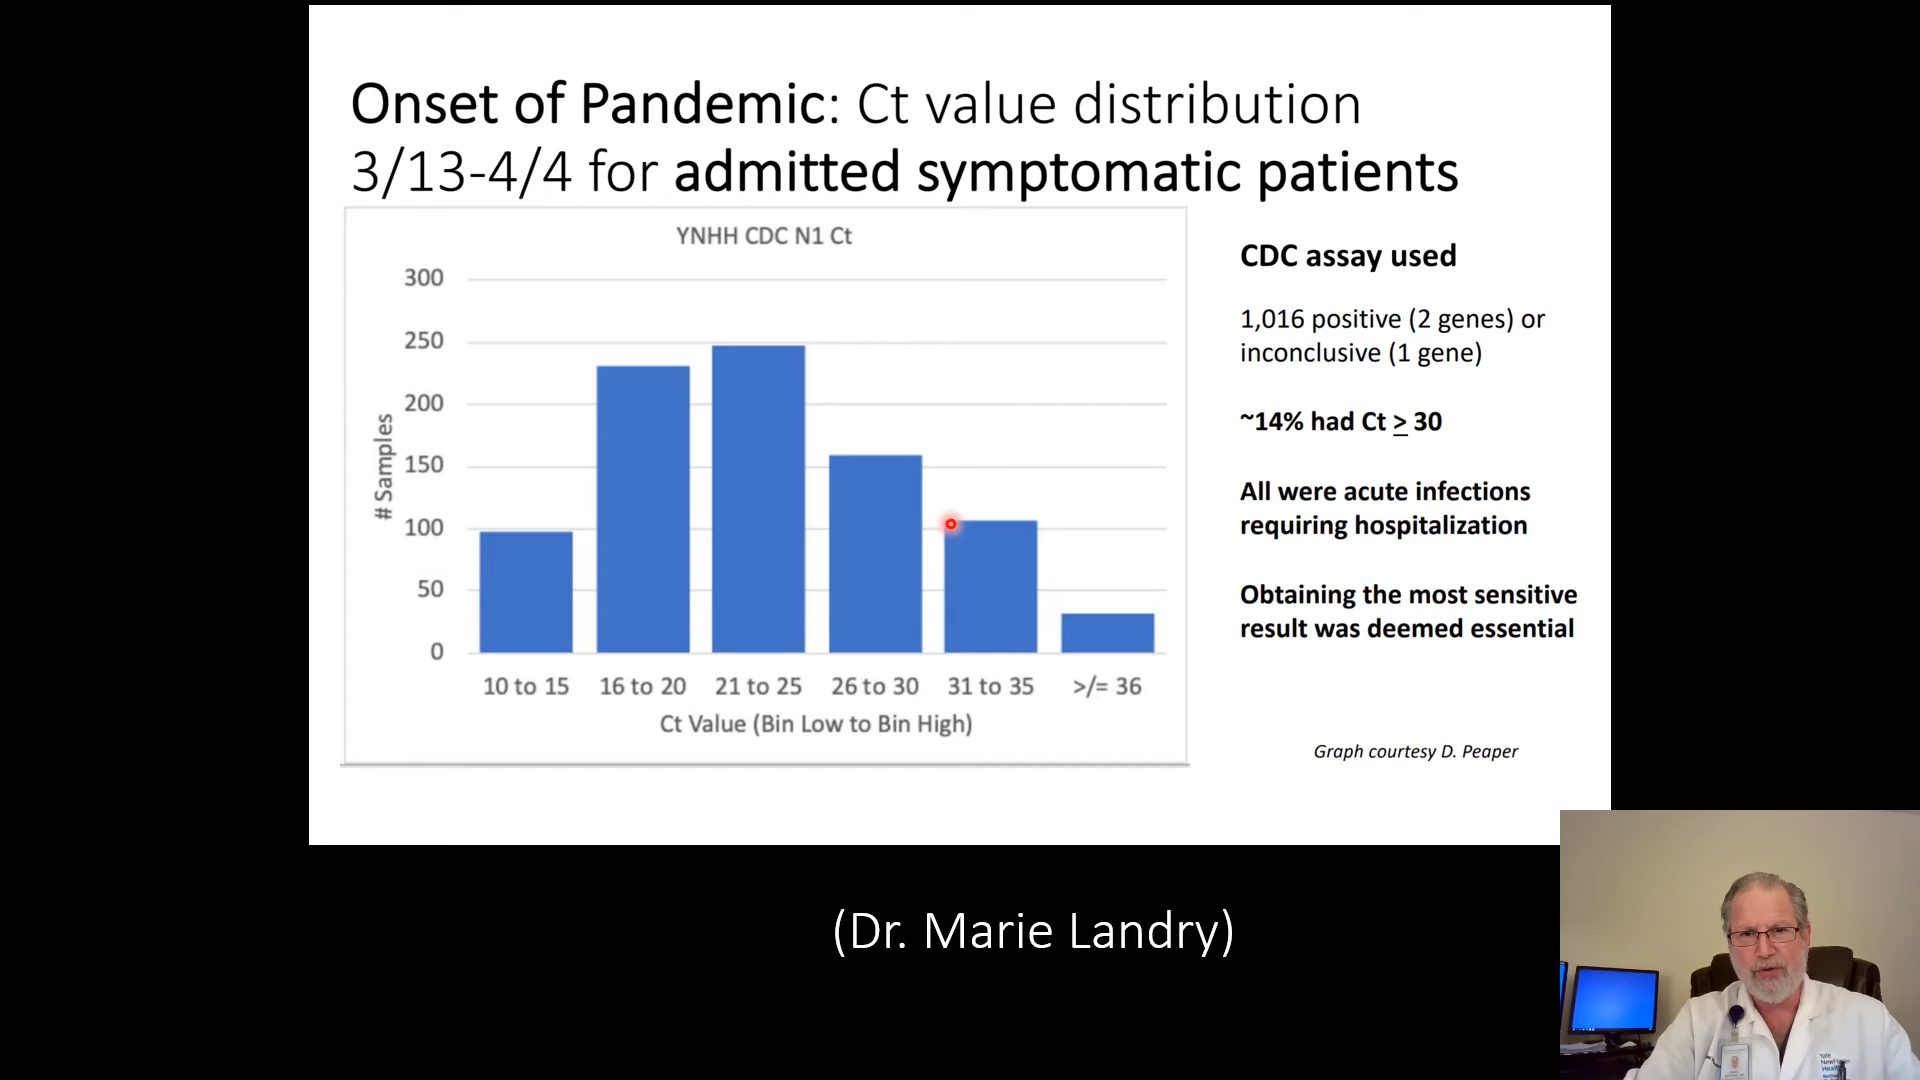 Onset of Pandemic: Ct value distribution
3/13-4/4 for admitted symptomatic patients
YNHH CDC N1 Ct
300
250
200
150
100
50
0
# Samples
10 to 15 16 to 20 21 to 25 26 to 30 31 to 35 >/= 36
Ct Value (Bin Low to Bin High)
CDC assay used
1,016 positive (2 genes) or
inconclusive (1 gene)
~14% had Ct ≥ 30
All were acute infections
requiring hospitalization
Obtaining the most sensitive
result was deemed essential
Graph courtesy D. Peaper
(Dr. Marie Landry)
Yale
NewHaven
Health